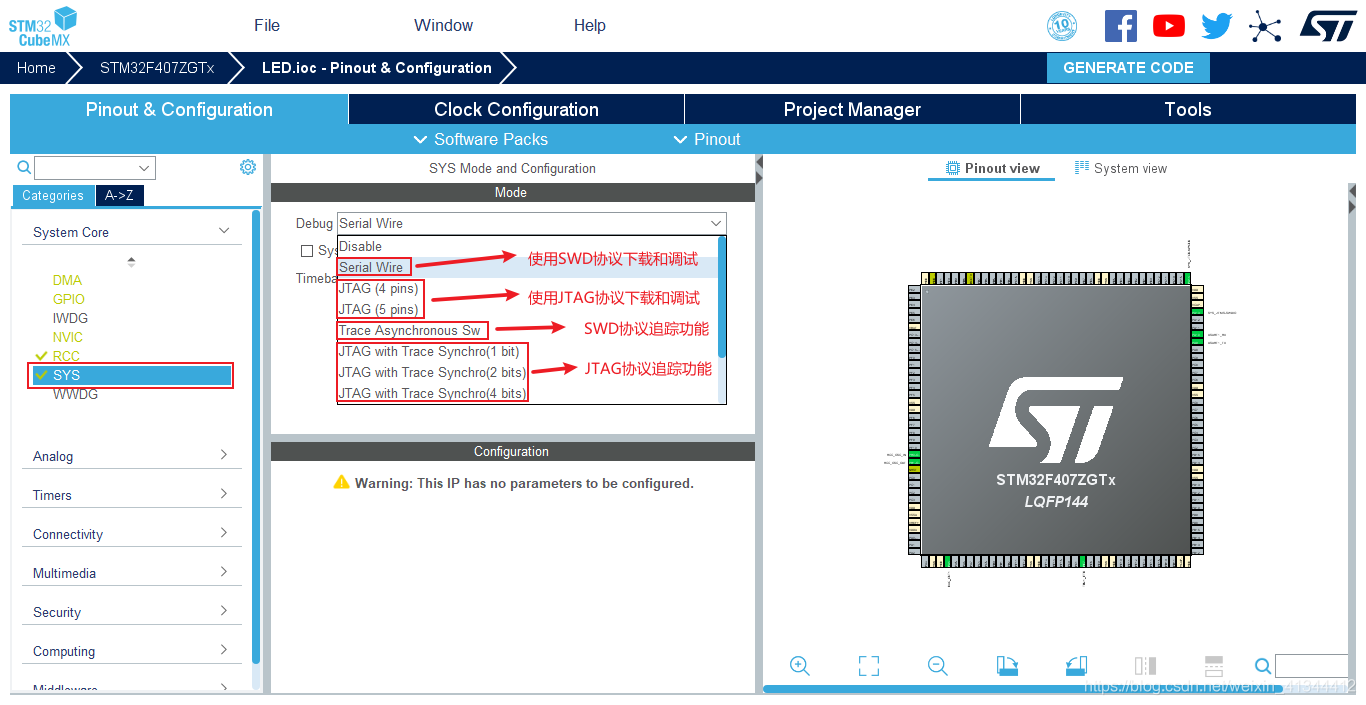 STM32
CubeMX
File
Window
Help
10
Home
STM32F407ZGTx
LED.ioc - Pinout & Configuration
GENERATE CODE
Pinout & Configuration
Clock Configuration
Project Manager
Tools
Software Packs
Pinout
Categories
A->Z
System Core
DMA
GPIO
IWDG
NVIC
RCC
SYS
WWDG
Analog
Timers
Connectivity
Multimedia
Security
Computing
Middleware
SYS Mode and Configuration
Mode
Debug
Serial Wire
Sys
Timeba
Disable
Serial Wire
使用SWD协议下载和调试
JTAG (4 pins)
JTAG (5 pins)
使用JTAG协议下载和调试
Trace Asynchronous Sw
SWD协议追踪功能
JTAG with Trace Synchro(1 bit)
JTAG with Trace Synchro(2 bits)
JTAG with Trace Synchro(4 bits)
JTAG协议追踪功能
Configuration
Warning: This IP has no parameters to be configured.
Pinout view
System view
STM32F407ZGTx
LQFP144
https://blog.csdn.net/weixin_41344412